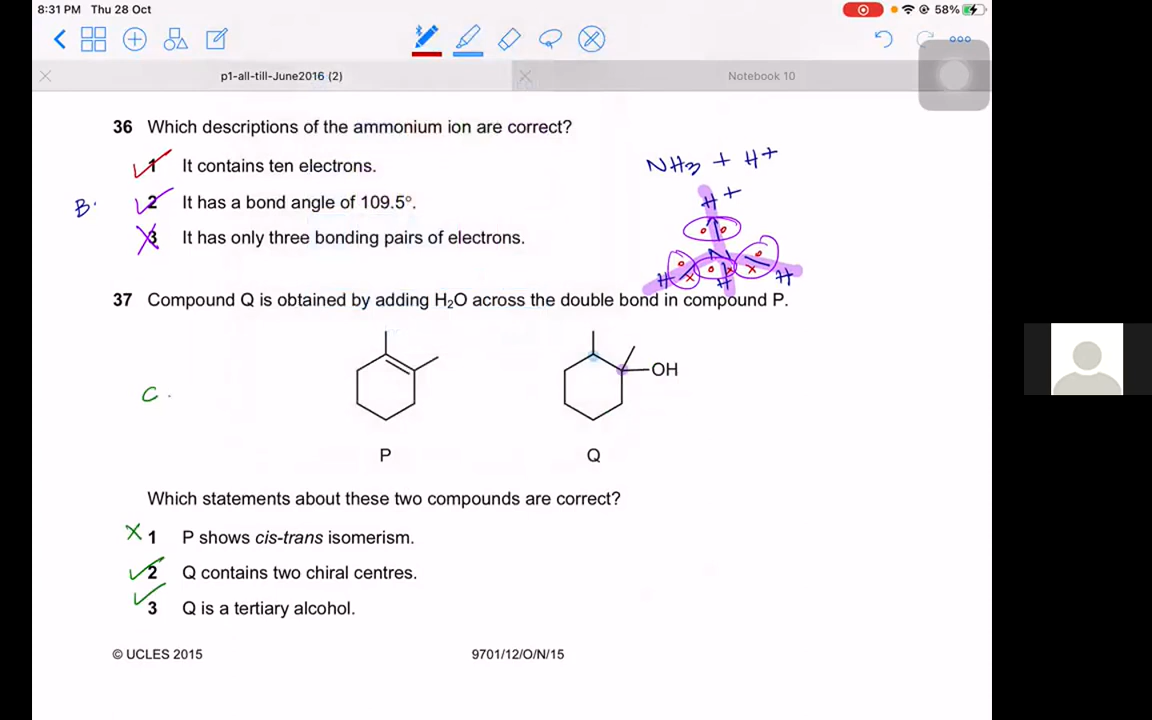 8:31 PM Thu 28 Oct
58%
p1-all-till-June2016 (2)
Notebook 10
36 Which descriptions of the ammonium ion are correct?
1 It contains ten electrons.
B. 2 It has a bond angle of 109.5°.
3 It has only three bonding pairs of electrons.
NH3 + H+
H +
N
H H H
37 Compound Q is obtained by adding H₂O across the double bond in compound P.
OH
C.
P Q
Which statements about these two compounds are correct?
1 P shows cis-trans isomerism.
2 Q contains two chiral centres.
3 Q is a tertiary alcohol.
© UCLES 2015 9701/12/O/N/15